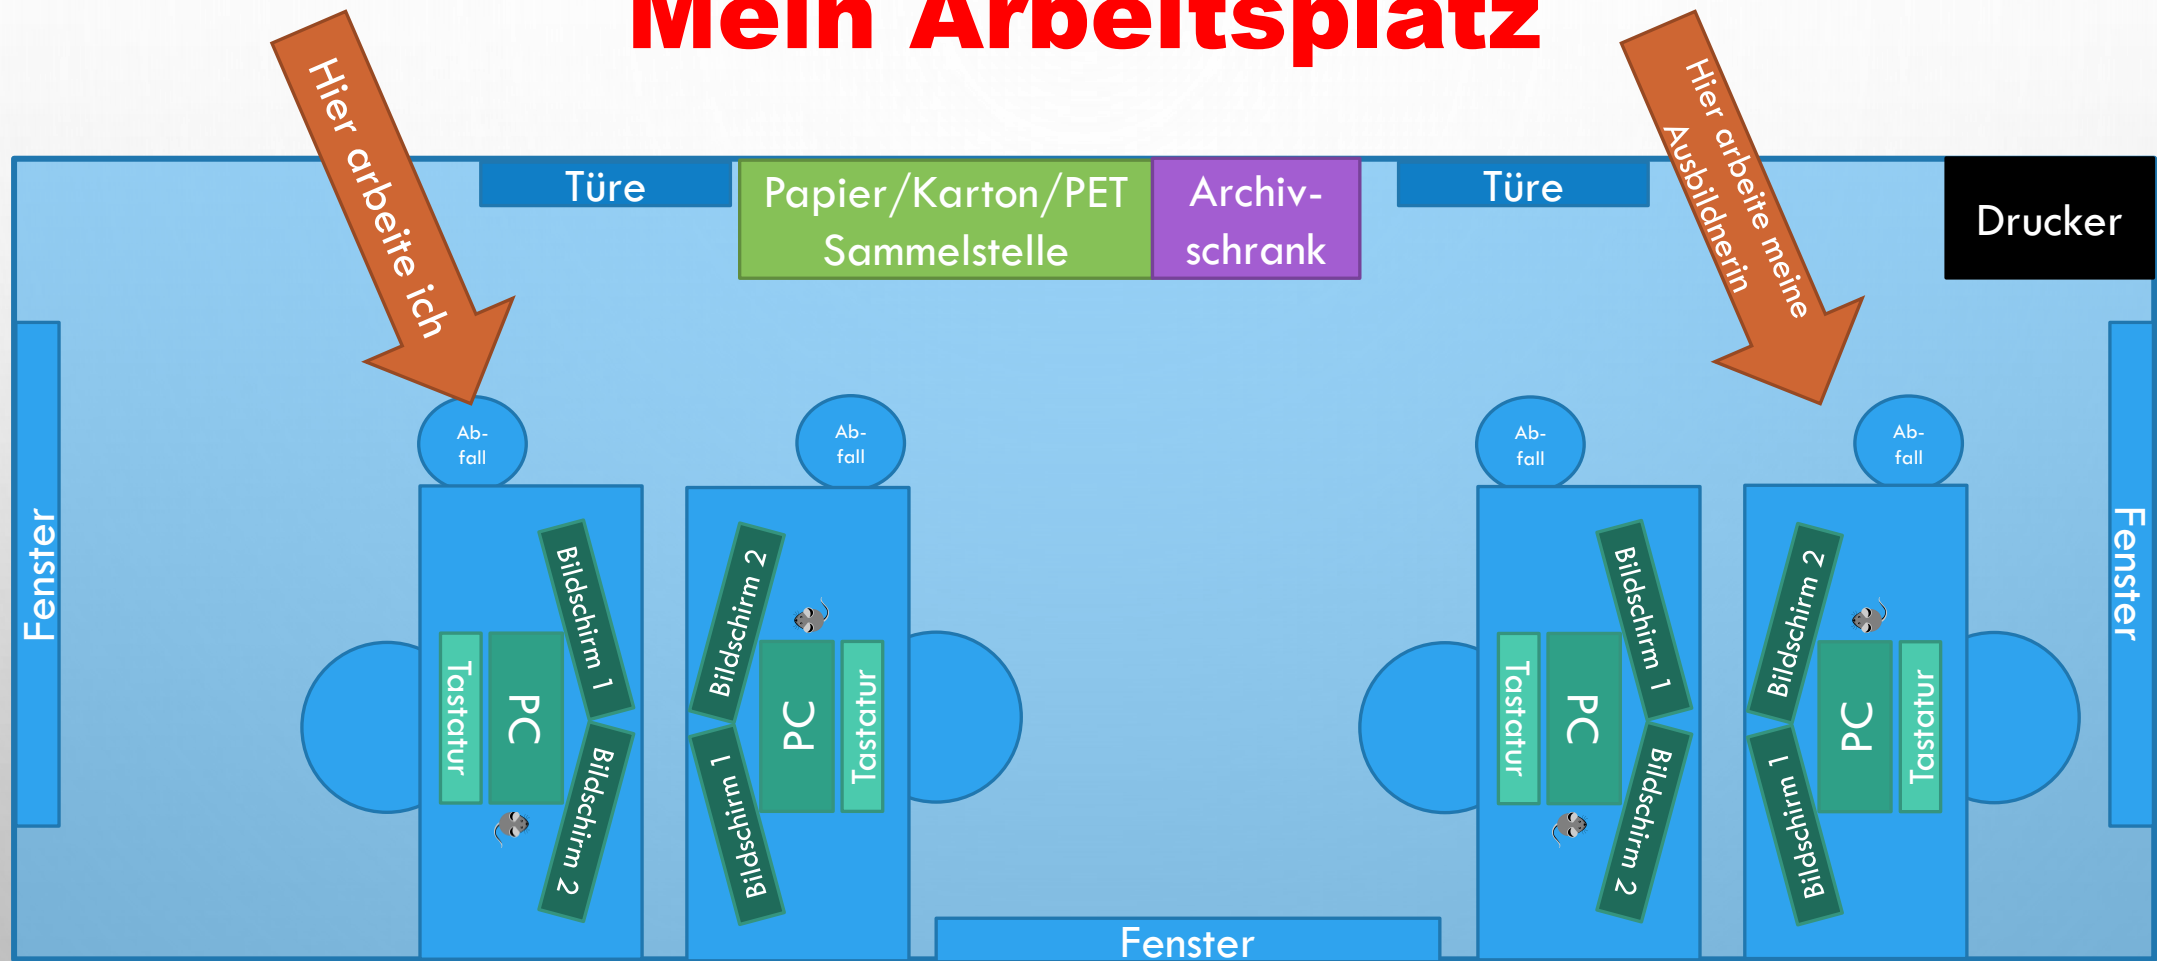 Mein Arbeitsplatz
Hier arbeite ich
Hier arbeite meine
Ausbildnerin
Türe
Papier/Karton/PET
Sammelstelle
Archiv-
schrank
Türe
Drucker
Fenster
Ab-
fall
Ab-
fall
Ab-
fall
Ab-
fall
Fenster
Tastatur
PC
Bildschirm 1
Bildschirm 2
Bildschirm 2
Bildschirm 1
PC
Tastatur
Tastatur
PC
Bildschirm 1
Bildschirm 2
Bildschirm 2
Bildschirm 1
PC
Tastatur
Fenster